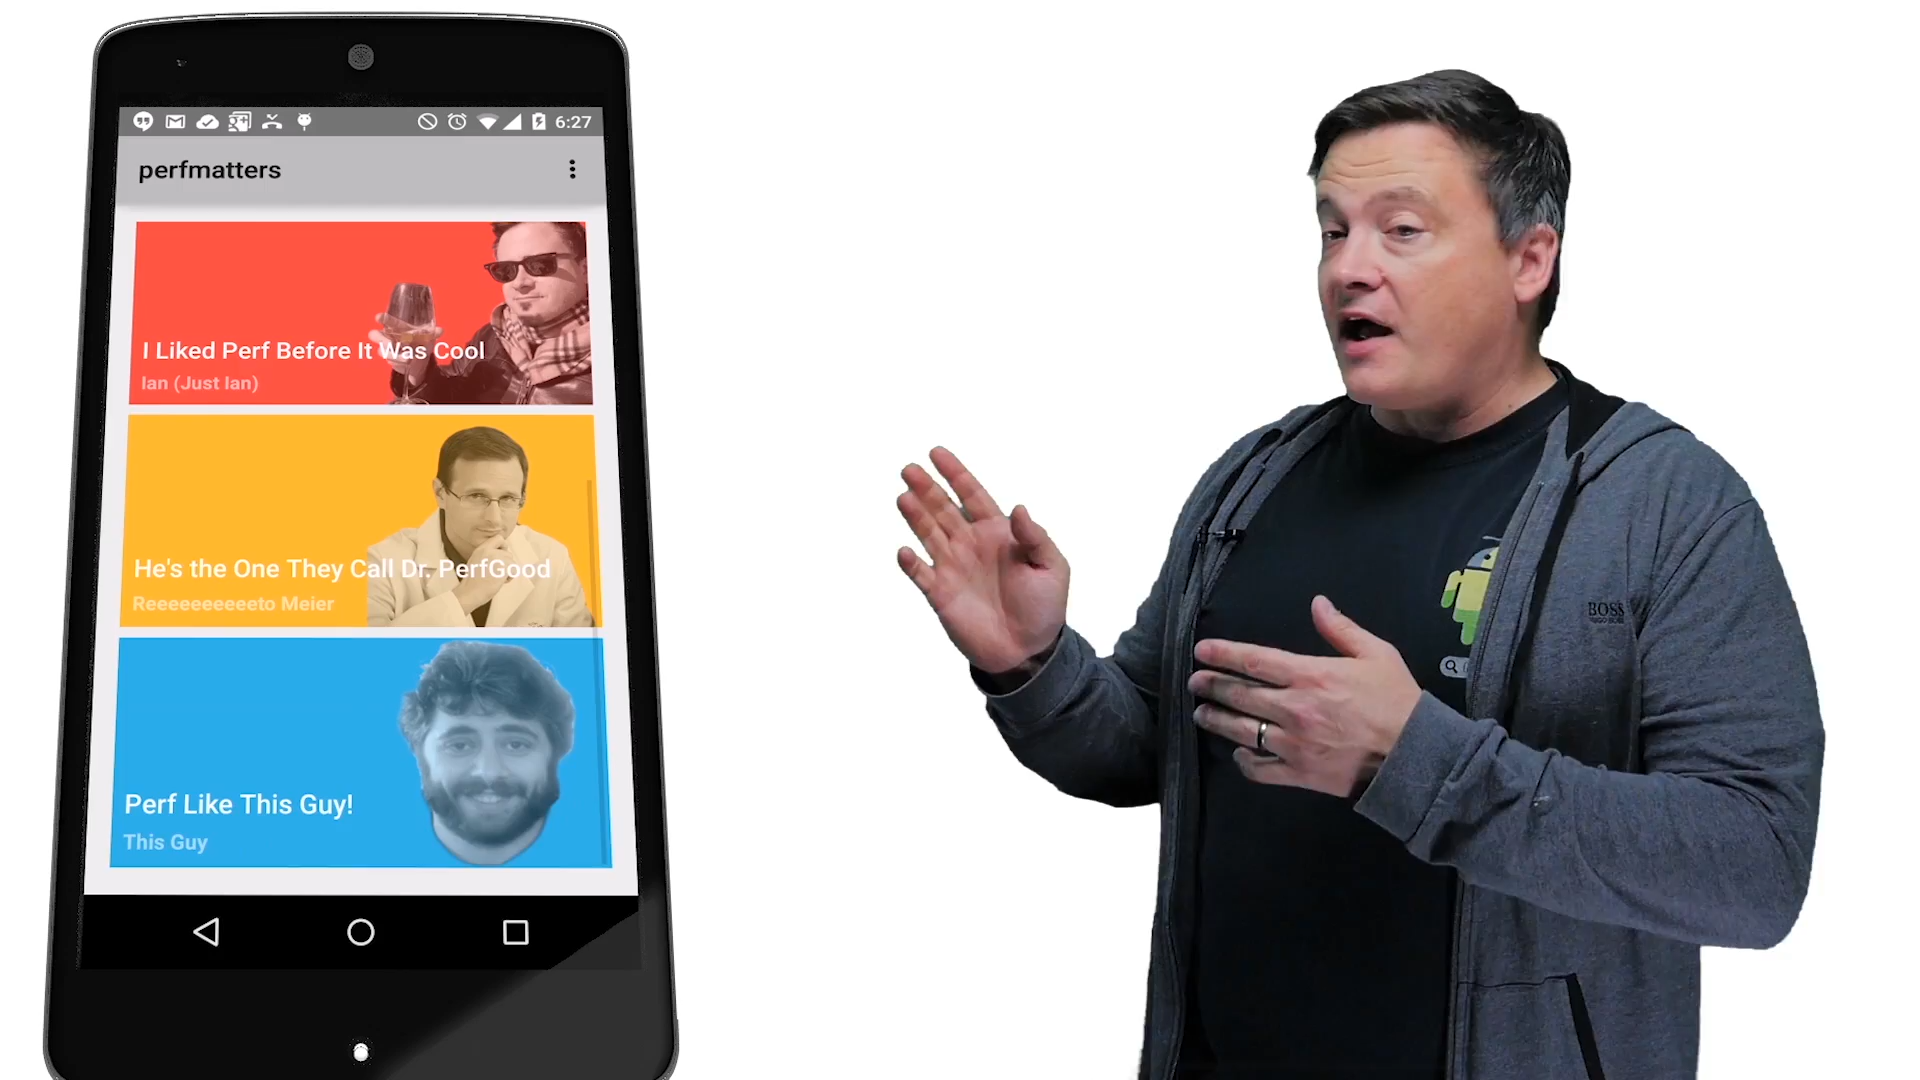 6:27
perfmatters
I Liked Perf Before It Was Cool
Ian (Just Ian)
He's the One They Call Dr. PerfGood
Reeeeeeeeeeto Meier
Perf Like This Guy!
This Guy
BOSS